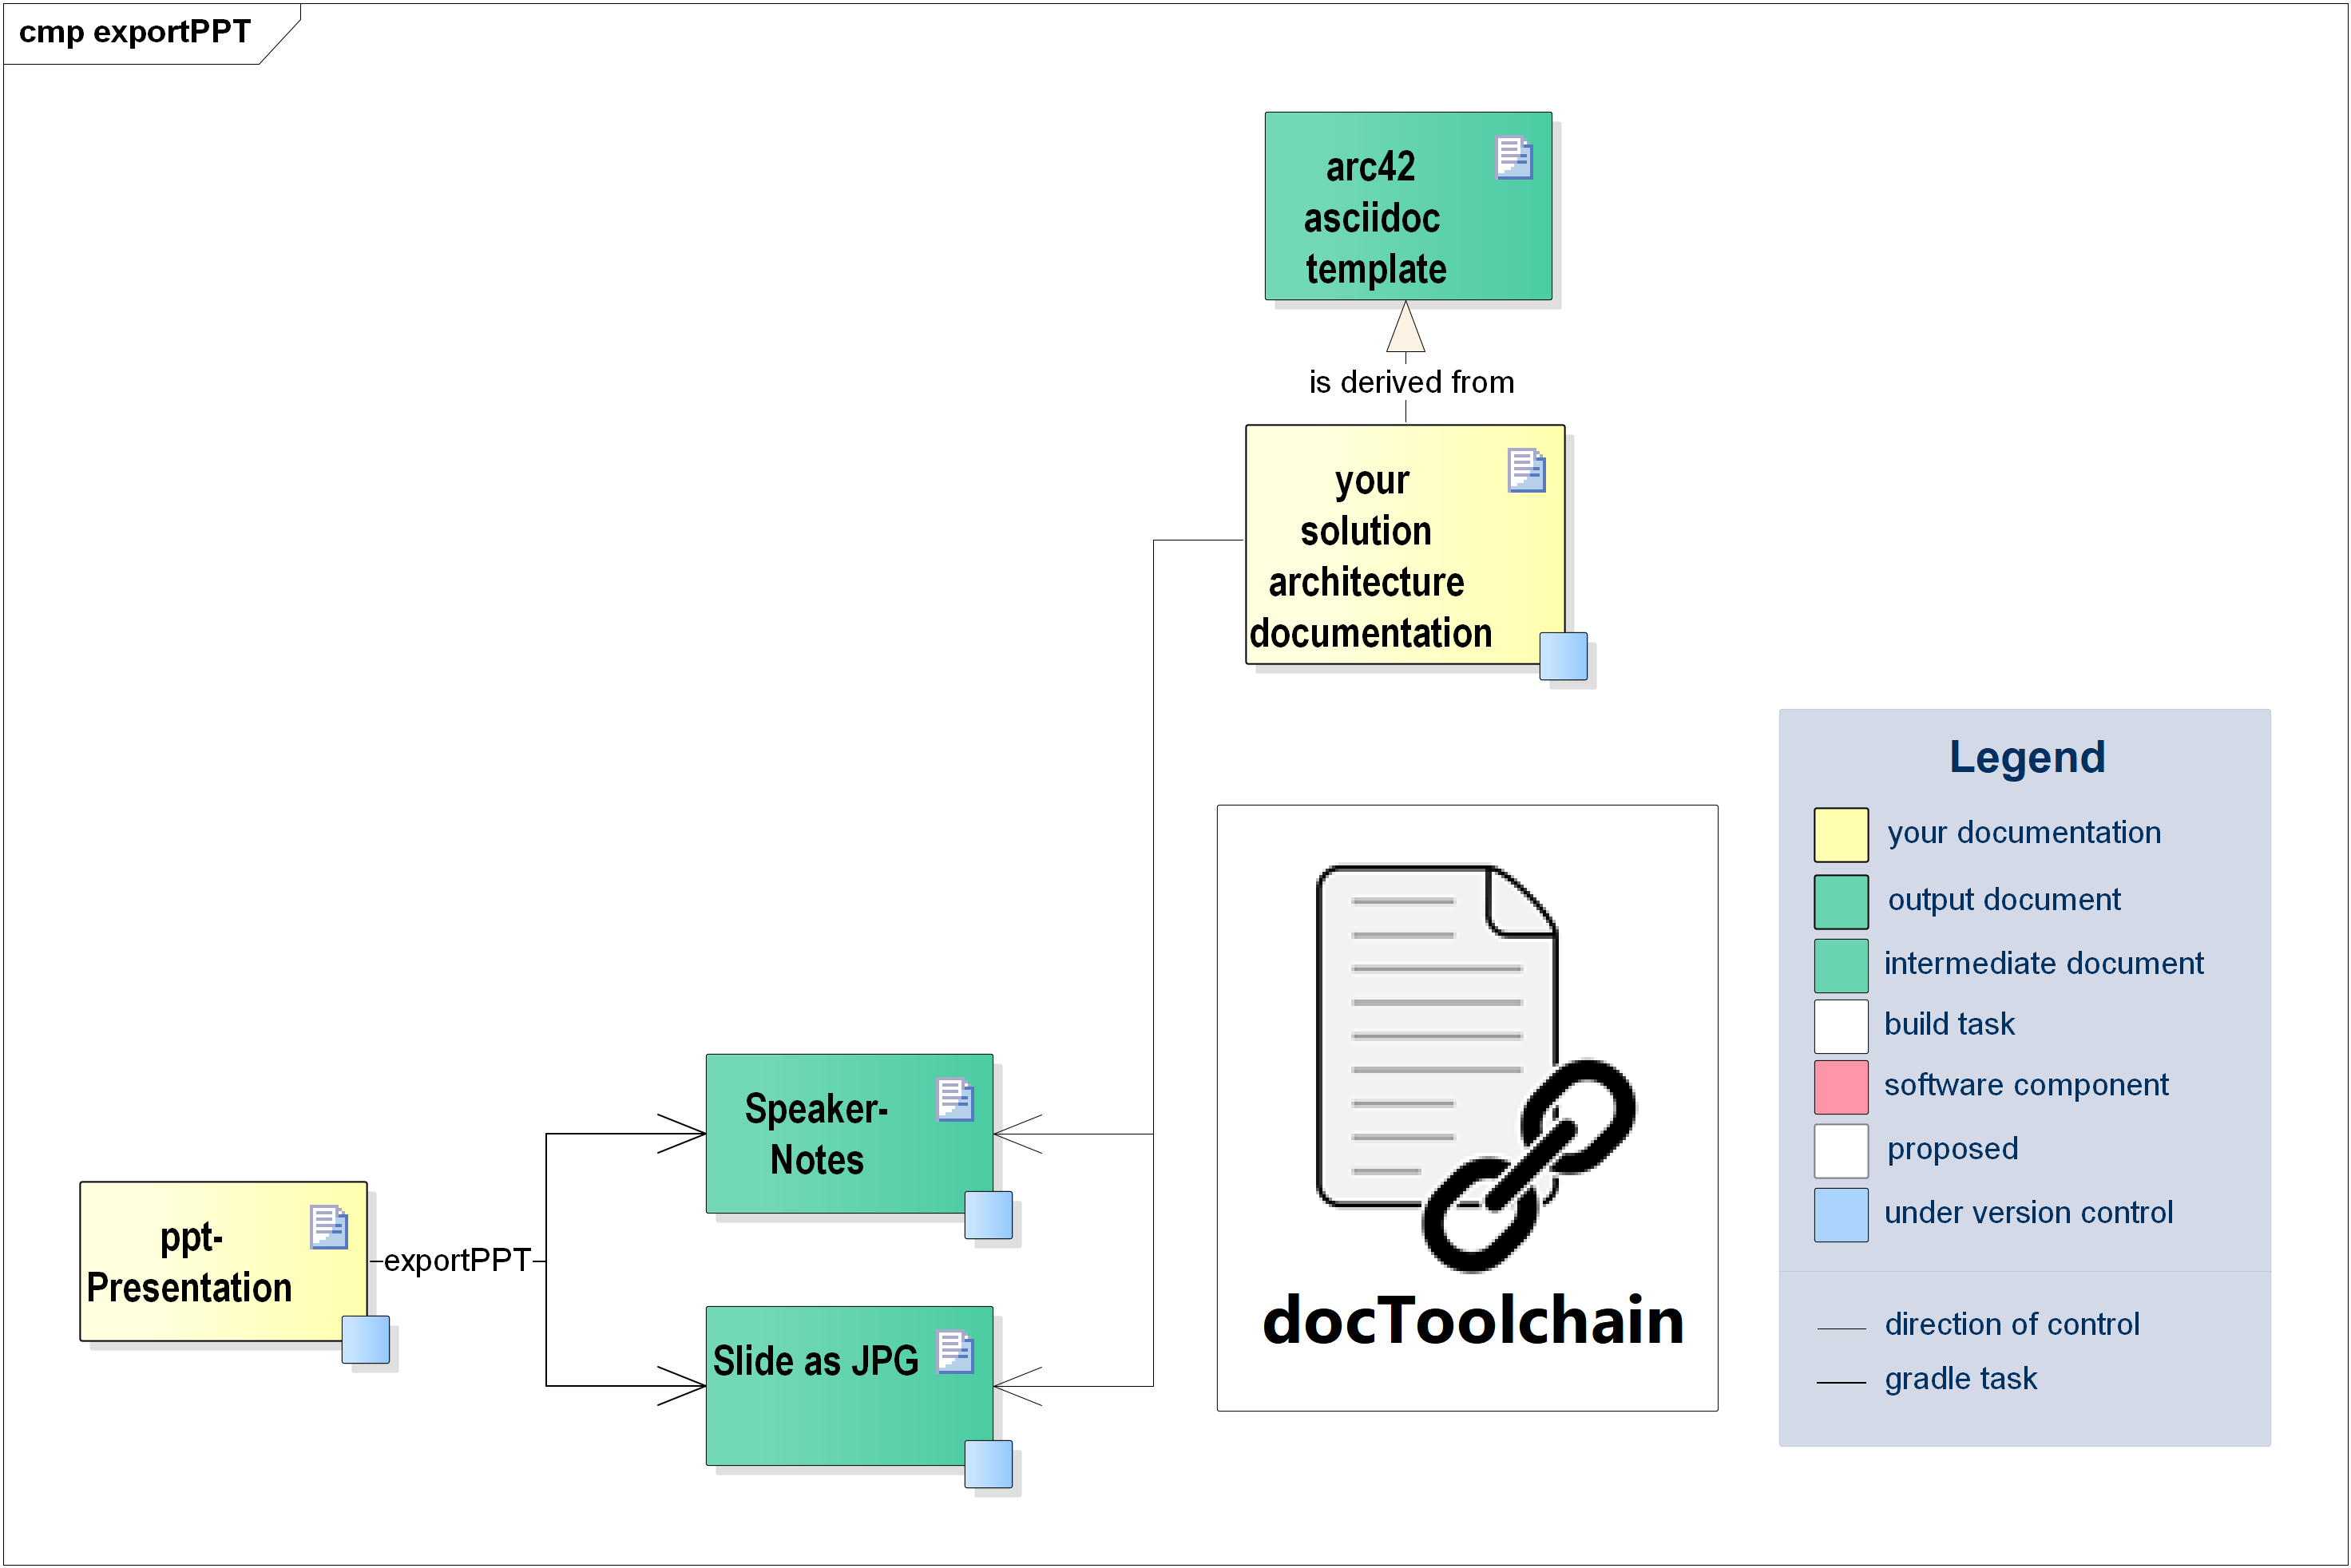 cmp exportPPT
arc42
asciidoc
template
is derived from
your
solution
architecture
documentation
Legend
your documentation
output document
intermediate document
build task
software component
proposed
under version control
direction of control
gradle task
Speaker-
Notes
ppt-
Presentation
exportPPT
Slide as JPG
docToolchain